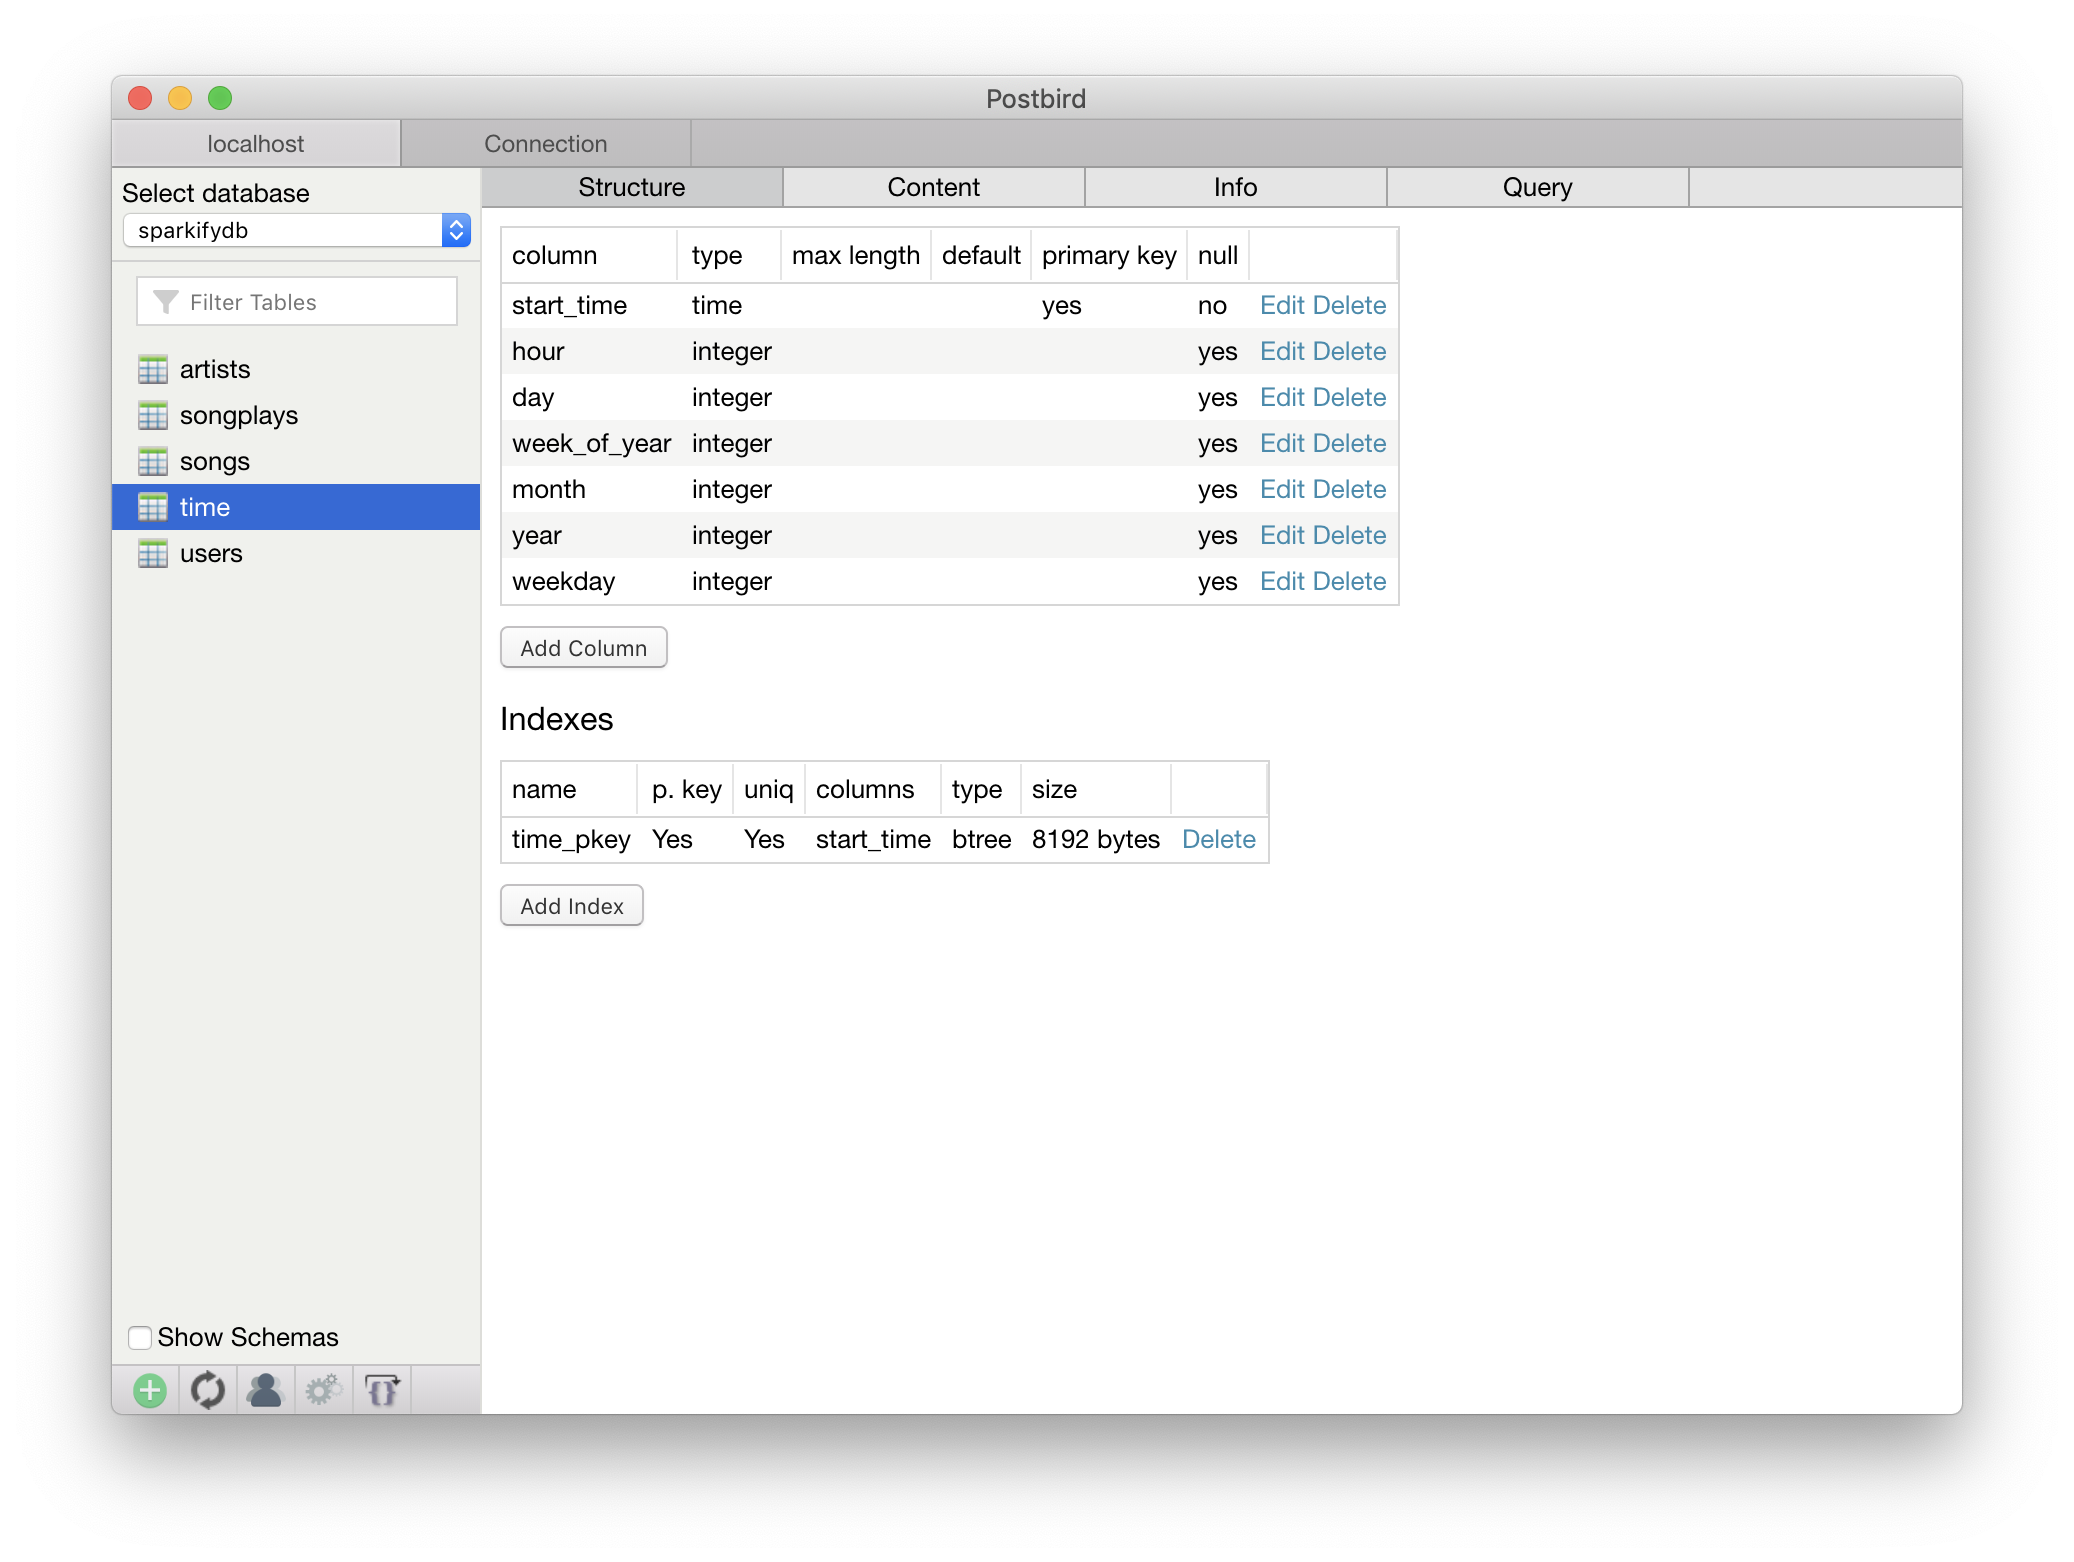 Postbird
localhost Connection
Select database
sparkifydb
Filter Tables
artists
songplays
songs
time
users
Show Schemas
Structure Content Info Query
column type max length default primary key null
start_time time yes no Edit Delete
hour integer yes Edit Delete
day integer yes Edit Delete
week_of_year integer yes Edit Delete
month integer yes Edit Delete
year integer yes Edit Delete
weekday integer yes Edit Delete
Add Column
Indexes
name p. key uniq columns type size
time_pkey Yes Yes start_time btree 8192 bytes Delete
Add Index